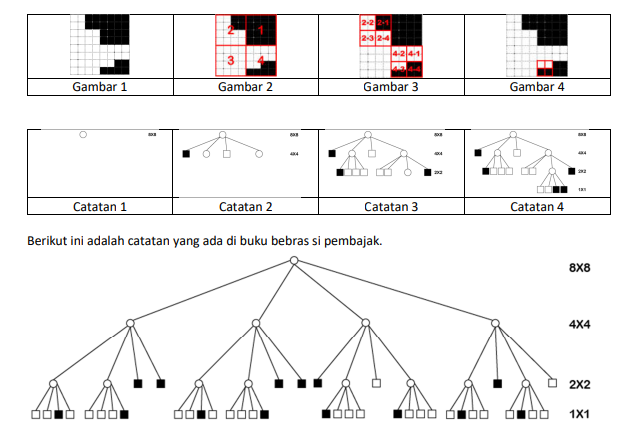 2 1
3 4
2-2 2-1
2-3 2-4
4-2 4-1
4-3 4-4
Gambar 1 Gambar 2 Gambar 3 Gambar 4
8X8 8X8 8X8 8X8
4X4 4X4 4X4
2X2 2X2
1X1
Catatan 1 Catatan 2 Catatan 3 Catatan 4
Berikut ini adalah catatan yang ada di buku bebras si pembajak.
8X8
4X4
2X2
1X1